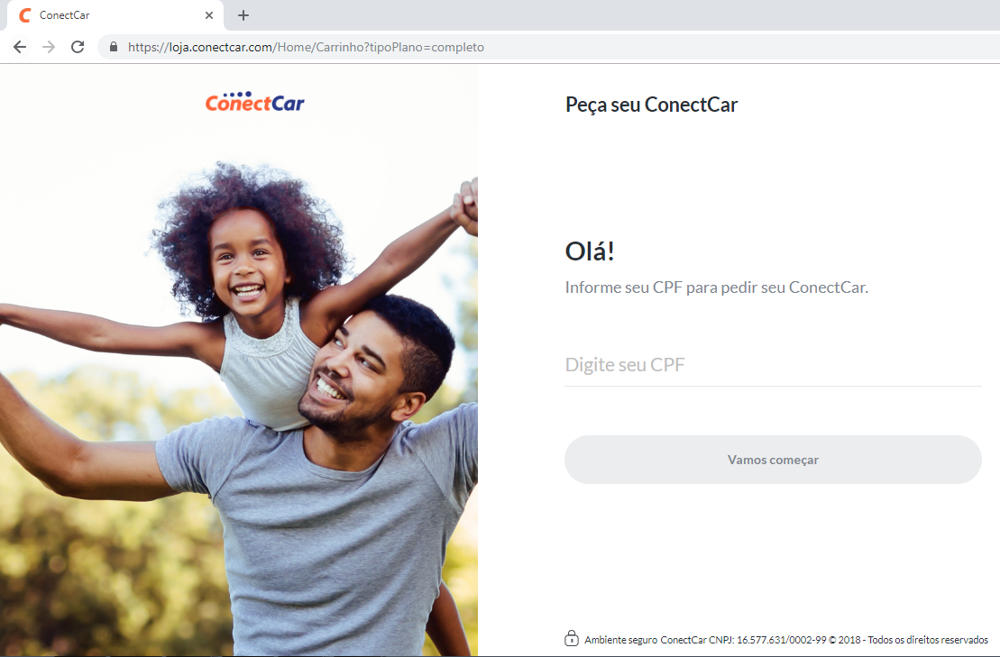 ConectCar
https://loja.conectcar.com/Home/Carrinho?tipoPlano=completo
ConectCar
Peça seu ConectCar
Olá!
Informe seu CPF para pedir seu ConectCar.
Digite seu CPF
Vamos começar
Ambiente seguro ConectCar CNPJ: 16.577.631/0002-99 © 2018 - Todos os direitos reservados